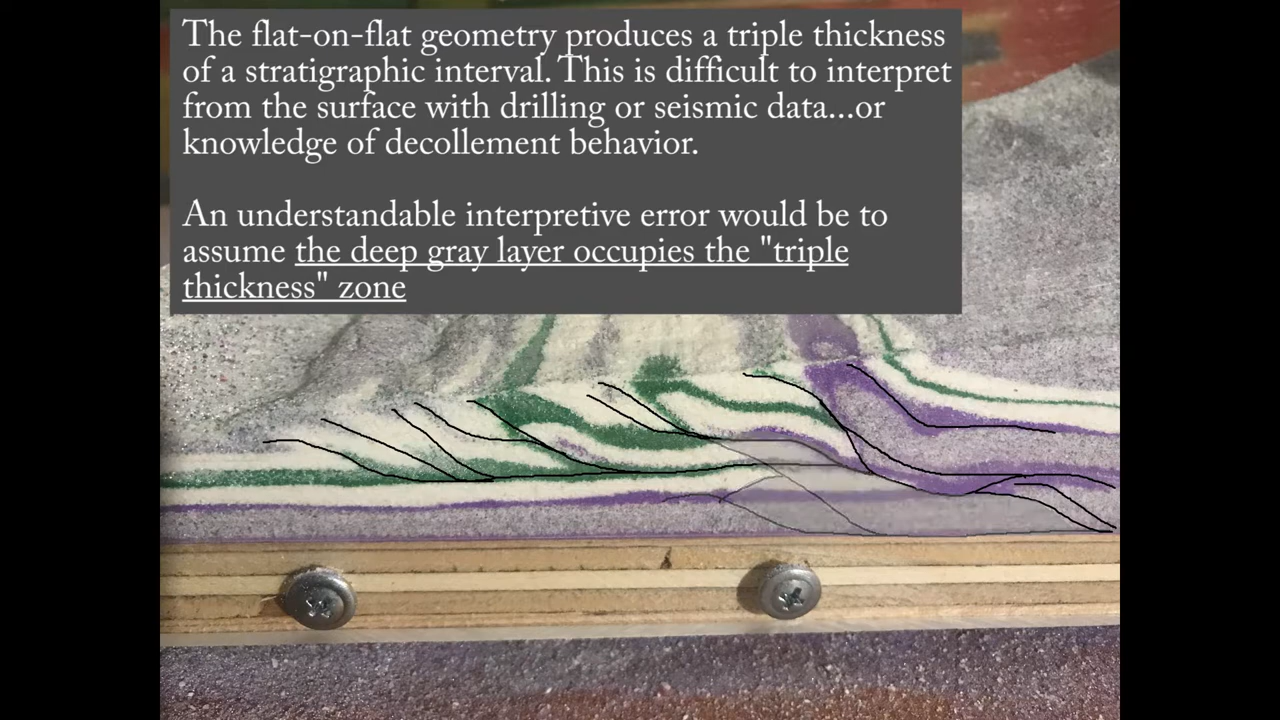 The flat-on-flat geometry produces a triple thickness
of a stratigraphic interval. This is difficult to interpret
from the surface with drilling or seismic data...or
knowledge of decollement behavior.
An understandable interpretive error would be to
assume the deep gray layer occupies the "triple
thickness" zone